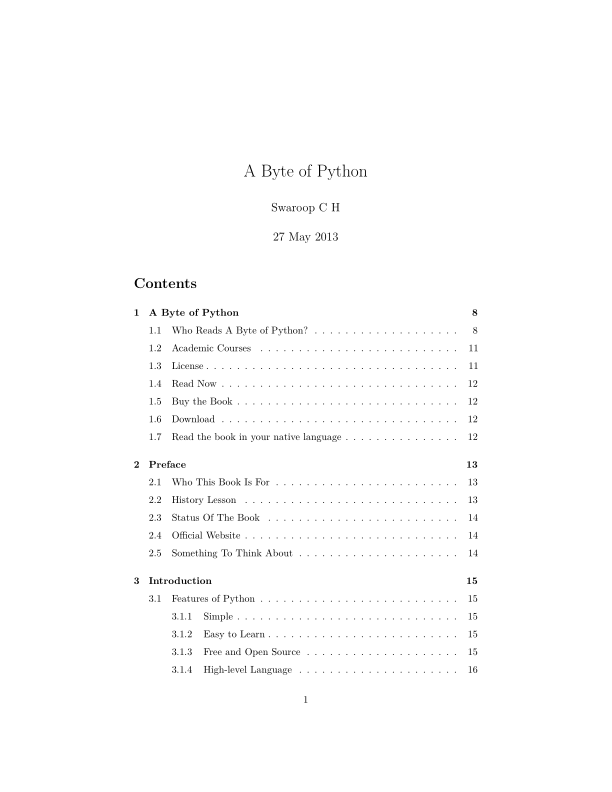 A Byte of Python
Swaroop C H
27 May 2013
Contents
1 A Byte of Python 8
1.1 Who Reads A Byte of Python? . . . . . . . . . . . . . . . . . . . 8
1.2 Academic Courses . . . . . . . . . . . . . . . . . . . . . . . . . . 11
1.3 License . . . . . . . . . . . . . . . . . . . . . . . . . . . . . . . . . 11
1.4 Read Now . . . . . . . . . . . . . . . . . . . . . . . . . . . . . . . 12
1.5 Buy the Book . . . . . . . . . . . . . . . . . . . . . . . . . . . . . 12
1.6 Download . . . . . . . . . . . . . . . . . . . . . . . . . . . . . . . 12
1.7 Read the book in your native language . . . . . . . . . . . . . . . 12
2 Preface 13
2.1 Who This Book Is For . . . . . . . . . . . . . . . . . . . . . . . . 13
2.2 History Lesson . . . . . . . . . . . . . . . . . . . . . . . . . . . . 13
2.3 Status Of The Book . . . . . . . . . . . . . . . . . . . . . . . . . 14
2.4 Official Website . . . . . . . . . . . . . . . . . . . . . . . . . . . . 14
2.5 Something To Think About . . . . . . . . . . . . . . . . . . . . . 14
3 Introduction 15
3.1 Features of Python . . . . . . . . . . . . . . . . . . . . . . . . . . 15
3.1.1 Simple . . . . . . . . . . . . . . . . . . . . . . . . . . . . . 15
3.1.2 Easy to Learn . . . . . . . . . . . . . . . . . . . . . . . . . 15
3.1.3 Free and Open Source . . . . . . . . . . . . . . . . . . . . 15
3.1.4 High-level Language . . . . . . . . . . . . . . . . . . . . . 16
1